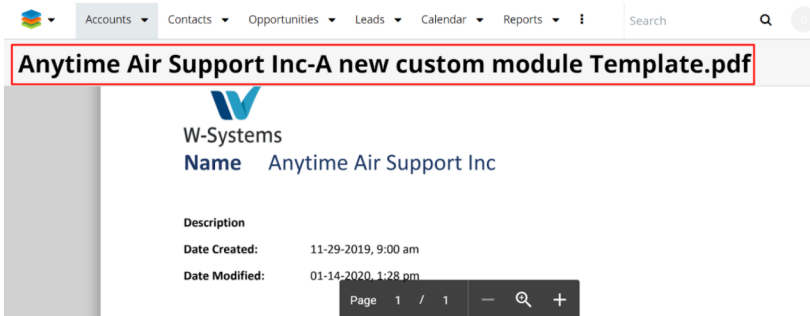 Accounts Contacts Opportunities Leads Calendar Reports Search
Anytime Air Support Inc-A new custom module Template.pdf
W-Systems
Name Anytime Air Support Inc
Description
Date Created: 11-29-2019, 9:00 am
Date Modified: 01-14-2020, 1:28 pm
Page 1 / 1